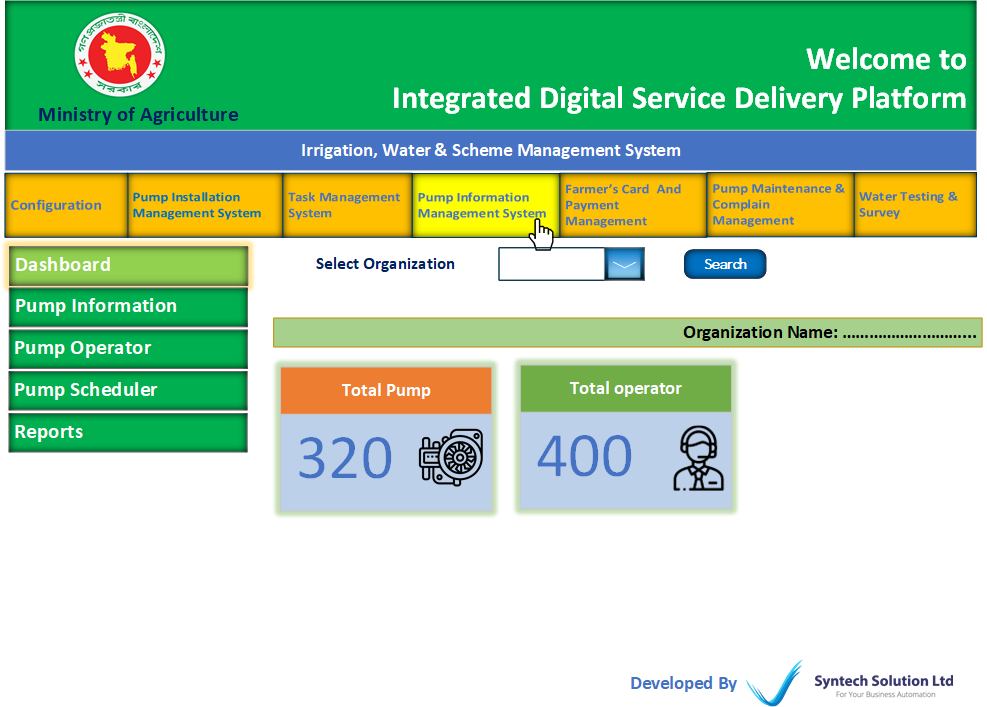 গণপ্রজাতন্ত্রী বাংলাদেশ
সরকার
Ministry of Agriculture
Welcome to
Integrated Digital Service Delivery Platform
Irrigation, Water & Scheme Management System
Configuration
Pump Installation
Management System
Task Management
System
Pump Information
Management System
Farmer's Card And
Payment
Management
Pump Maintenance &
Complain
Management
Water Testing &
Survey
Dashboard
Pump Information
Pump Operator
Pump Scheduler
Reports
Select Organization
Search
Organization Name: ............................
Total Pump
320
Total operator
400
Developed By
Syntech Solution Ltd
For Your Business Automation